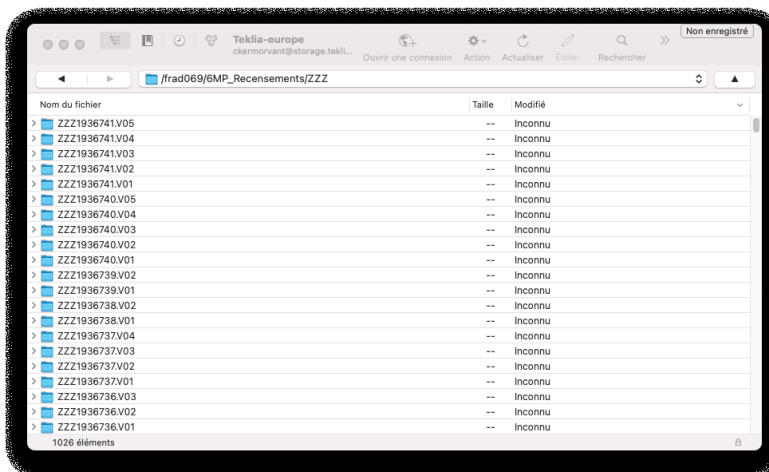 Non enregistré
Teklia-europe
ckermorvant@storage.tekli...
Ouvrir une connexion Action Actualiser Éditer Rechercher
/frad069/6MP_Recensements/ZZZ
Nom du fichier Taille Modifié
ZZZ1936741.V05 -- Inconnu
ZZZ1936741.V04 -- Inconnu
ZZZ1936741.V03 -- Inconnu
ZZZ1936741.V02 -- Inconnu
ZZZ1936741.V01 -- Inconnu
ZZZ1936740.V05 -- Inconnu
ZZZ1936740.V04 -- Inconnu
ZZZ1936740.V03 -- Inconnu
ZZZ1936740.V02 -- Inconnu
ZZZ1936740.V01 -- Inconnu
ZZZ1936739.V02 -- Inconnu
ZZZ1936739.V01 -- Inconnu
ZZZ1936738.V02 -- Inconnu
ZZZ1936738.V01 -- Inconnu
ZZZ1936737.V04 -- Inconnu
ZZZ1936737.V03 -- Inconnu
ZZZ1936737.V02 -- Inconnu
ZZZ1936737.V01 -- Inconnu
ZZZ1936736.V03 -- Inconnu
ZZZ1936736.V02 -- Inconnu
ZZZ1936736.V01 -- Inconnu
1026 éléments